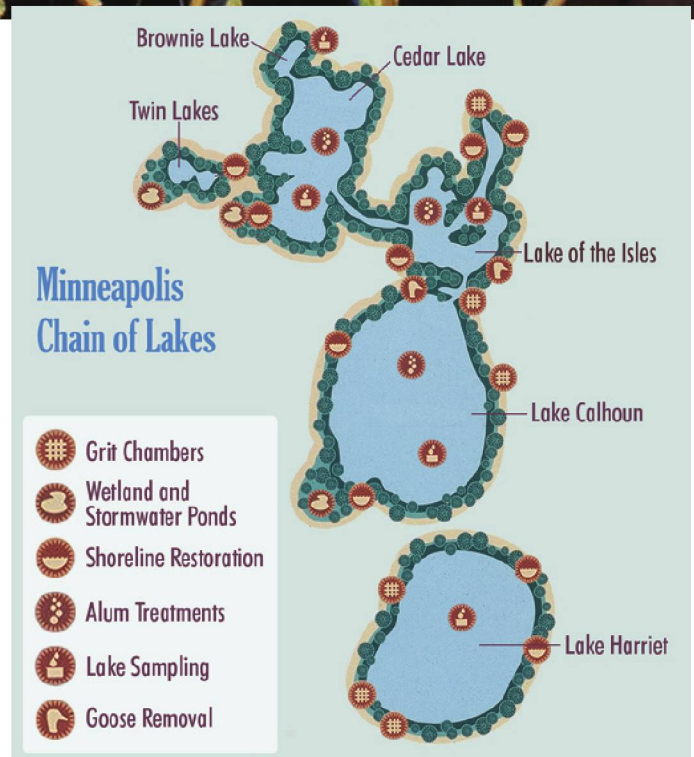 Brownie Lake
Cedar Lake
Twin Lakes
Lake of the Isles
Minneapolis
Chain of Lakes
Lake Calhoun
Grit Chambers
Wetland and
Stormwater Ponds
Shoreline Restoration
Alum Treatments
Lake Sampling
Goose Removal
Lake Harriet